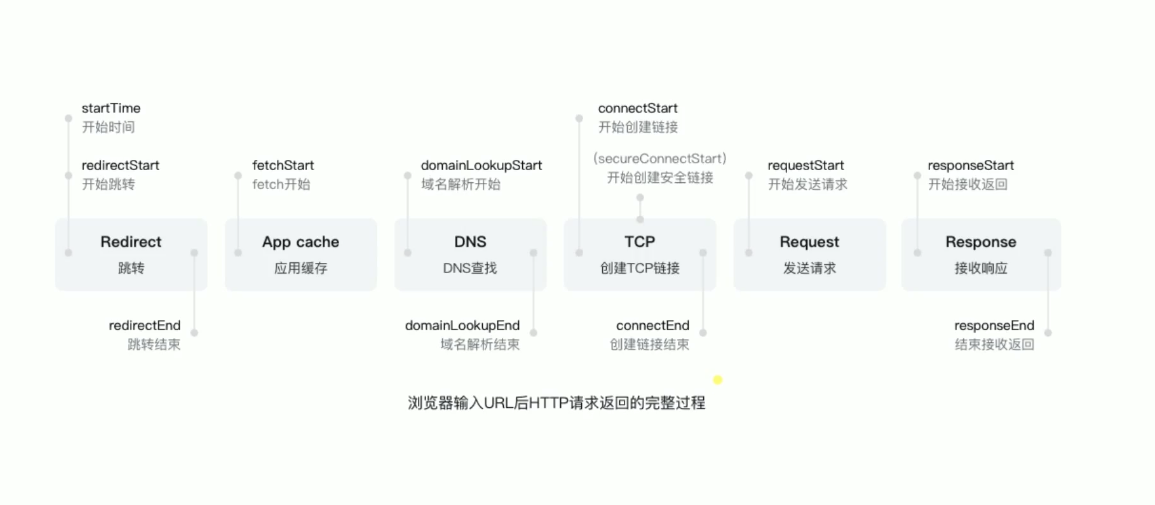 startTime
开始时间
redirectStart
开始跳转
fetchStart
fetch开始
domainLookupStart
域名解析开始
connectStart
开始创建链接
(secureConnectStart)
开始创建安全链接
requestStart
开始发送请求
responseStart
开始接收返回
Redirect
跳转
App cache
应用缓存
DNS
DNS查找
TCP
创建TCP链接
Request
发送请求
Response
接收响应
redirectEnd
跳转结束
domainLookupEnd
域名解析结束
connectEnd
创建链接结束
responseEnd
结束接收返回
浏览器输入URL后HTTP请求返回的完整过程